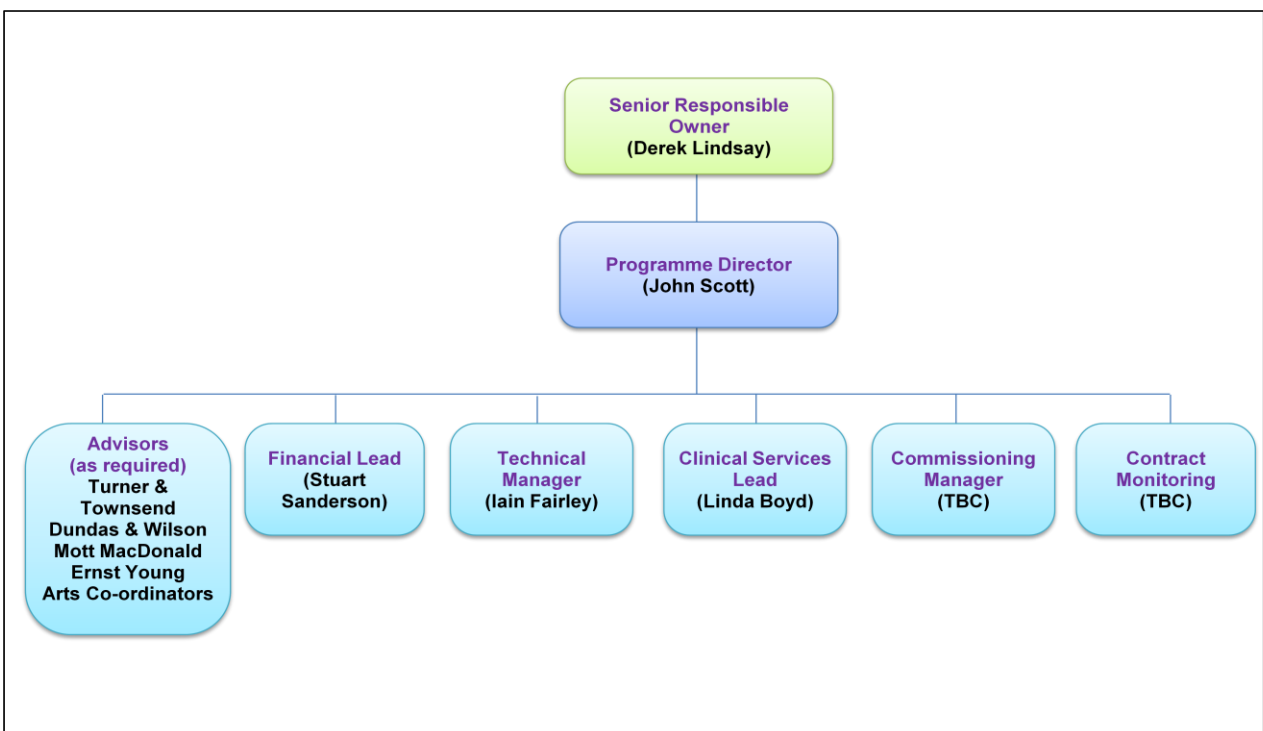 Senior Responsible
Owner
(Derek Lindsay)
Programme Director
(John Scott)
Advisors
(as required)
Turner &
Townsend
Dundas & Wilson
Mott MacDonald
Ernst Young
Arts Co-ordinators
Financial Lead
(Stuart
Sanderson)
Technical
Manager
(Iain Fairley)
Clinical Services
Lead
(Linda Boyd)
Commissioning
Manager
(TBC)
Contract
Monitoring
(TBC)